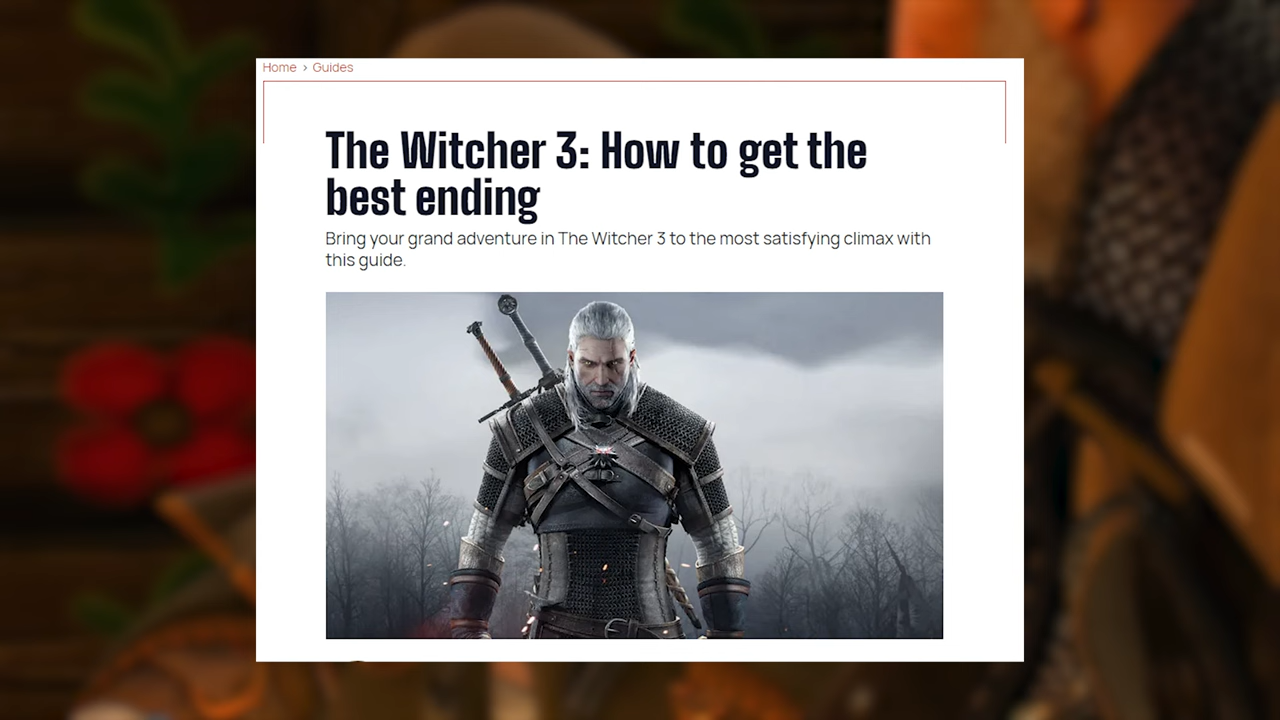 Home > Guides
The Witcher 3: How to get the
best ending
Bring your grand adventure in The Witcher 3 to the most satisfying climax with
this guide.